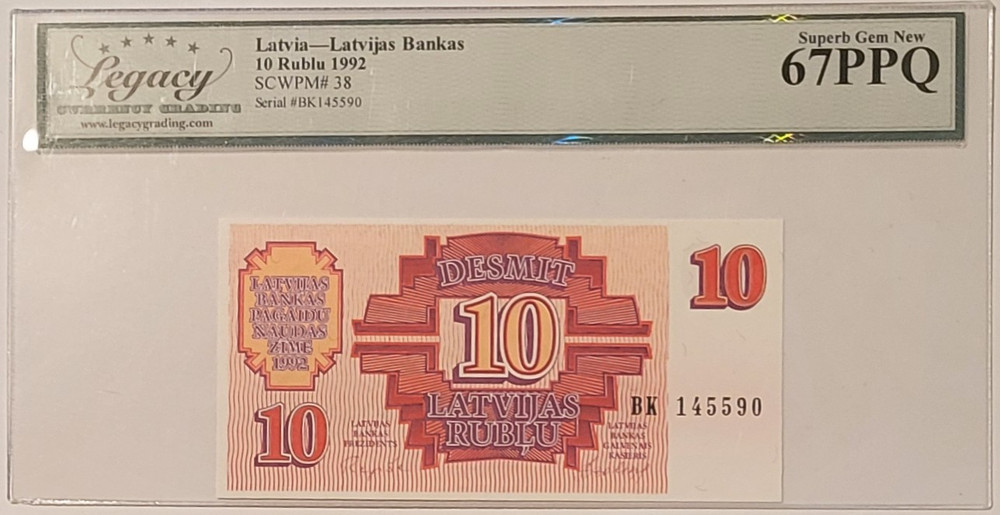 Legacy
CURRENCY GRADING
www.legacygrading.com
Latvia—Latvijas Bankas
10 Rublu 1992
SCWPM# 38
Serial #BK145590
Superb Gem New
67PPQ
LATVIJAS
BANKAS
PAGAIDU
NAUDAS
ZĪME
1992
10
DESMIT
10
LATVIJAS
RUBĻU
10
BK 145590
LATVIJAS
BANKAS
PREZIDENTS
LATVIJAS
BANKAS
GALVENAIS
KASIERIS